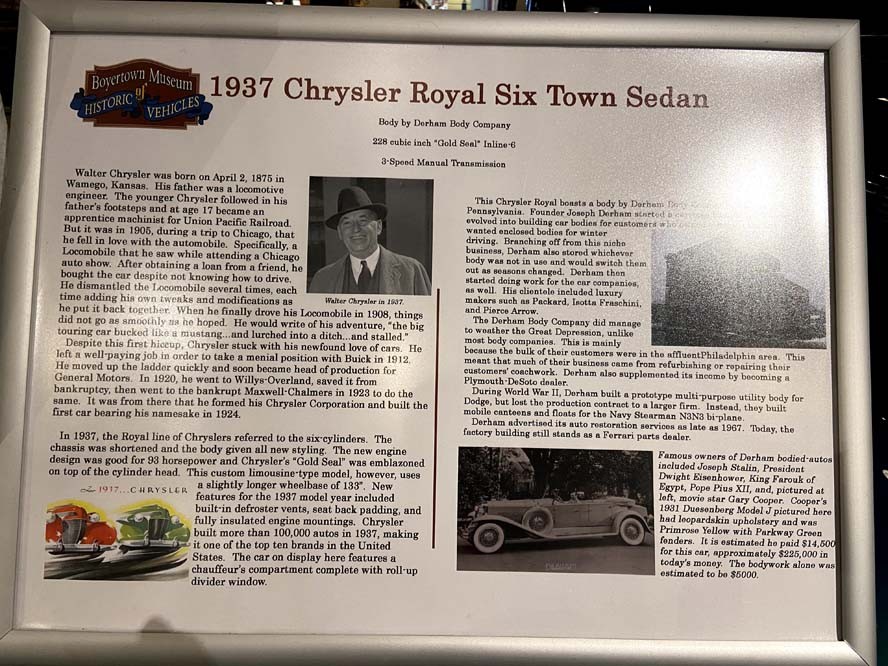 Boyertown Museum
of
HISTORIC VEHICLES
1937 Chrysler Royal Six Town Sedan
Body by Derham Body Company
228 cubic inch "Gold Seal" Inline-6
3-Speed Manual Transmission
Walter Chrysler was born on April 2, 1875 in
Wamego, Kansas. His father was a locomotive
engineer. The younger Chrysler followed in his
father's footsteps and at age 17 became an
apprentice machinist for Union Pacific Railroad.
But it was 1905, during a trip to Chicago, that
he fell in love with the automobile. Specifically, a
Locomobile that he saw while attending a Chicago
auto show. After obtaining a loan from a friend, he
bought the car despite not knowing how to drive.
He dismantled the Locomobile several times, each
time adding his own tweaks and modifications as
he put it back together. When he finally drove his Locomobile in 1908, things
did not go as smoothly as he hoped. He would write of his adventure, "the big
touring car bucked like a mustang...and lurched into a ditch...and stalled."
Despite this first hiccup, Chrysler stuck with his newfound love of cars. He
left a well-paying job in order to take a menial position with Buick in 1912.
He moved up the ladder quickly and soon became head of production for
General Motors. In 1920, he went to Willys-Overland, saved it from
bankruptcy, then went to the bankrupt Maxwell-Chalmers in 1923 to do the
same. It was from there that he formed his Chrysler Corporation and built the
first car bearing his namesake in 1924.
Walter Chrysler in 1937.
In 1937, the Royal line of Chryslers referred to the six-cylinders. The
chassis was shortened and the body given all new styling. The new engine
design was good for 93 horsepower and Chrysler's "Gold Seal" was emblazoned
on top of the cylinder head. This custom limousine-type model, however, uses
a slightly longer wheelbase of 133". New
features for the 1937 model year included
built-in defroster vents, seat back padding, and
fully insulated engine mountings. Chrysler
built more than 100,000 autos in 1937, making
it one of the top ten brands in the United
States. The car on display here features a
chauffeur's compartment complete with roll-up
divider window.
1937...CHRYSLER
This Chrysler Royal boasts a body by Derham Body
Pennsylvania. Founder Joseph Derham started a
evolved into building car bodies for customers who
wanted enclosed bodies for winter
driving. Branching off from this niche
business, Derham also stored whichever
body was not in use and would switch them
out as seasons changed. Derham then
started doing work for the car companies,
as well. His clientele included luxury
makers such as Packard, Isotta Fraschini,
and Pierce Arrow.
The Derham Body Company did manage
to weather the Great Depression, unlike
most body companies. This is mainly
because the bulk of their customers were in the affluentPhiladelphia area. This
meant that much of their business came from refurbishing or repairing their
customers' coachwork. Derham also supplemented its income by becoming a
Plymouth-DeSoto dealer.
During World War II, Derham built a prototype multi-purpose utility body for
Dodge, but lost the production contract to a larger firm. Instead, they built
mobile canteens and floats for the Navy Stearman N3N3 bi-plane.
Derham advertised its auto restoration services as late as 1967. Today, the
factory building still stands as a Ferrari parts dealer.
Famous owners of Derham bodied-autos
included Joseph Stalin, President
Dwight Eisenhower, King Farouk of
Egypt, Pope Pius XII, and, pictured at
left, movie star Gary Cooper. Cooper's
1931 Duesenberg Model J pictured here
had leopardskin upholstery and was
Primrose Yellow with Parkway Green
fenders. It is estimated he paid $14,500
for this car, approximately $225,000 in
today's money. The bodywork alone was
estimated to be $5000.